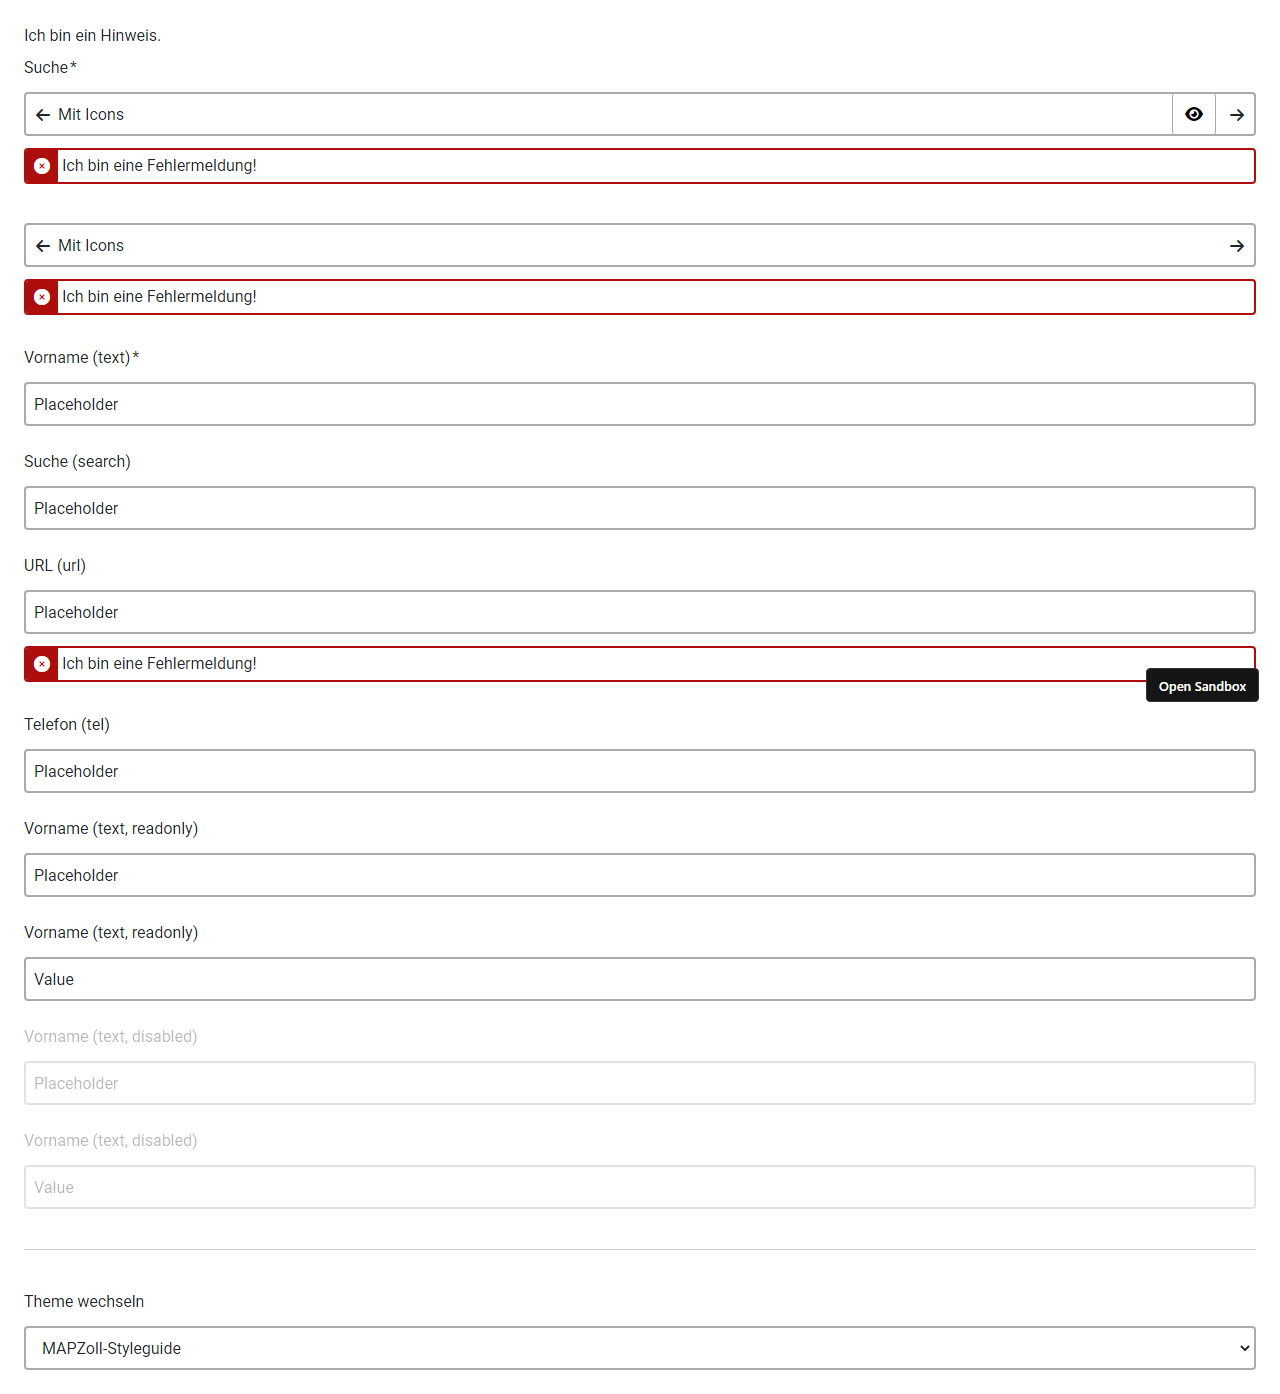 Ich bin ein Hinweis.
Suche*
Mit Icons
Ich bin eine Fehlermeldung!
Mit Icons
Ich bin eine Fehlermeldung!
Vorname (text)*
Placeholder
Suche (search)
Placeholder
URL (url)
Placeholder
Ich bin eine Fehlermeldung!
Open Sandbox
Telefon (tel)
Placeholder
Vorname (text, readonly)
Placeholder
Vorname (text, readonly)
Value
Vorname (text, disabled)
Placeholder
Vorname (text, disabled)
Value
Theme wechseln
MAPZoll-Styleguide